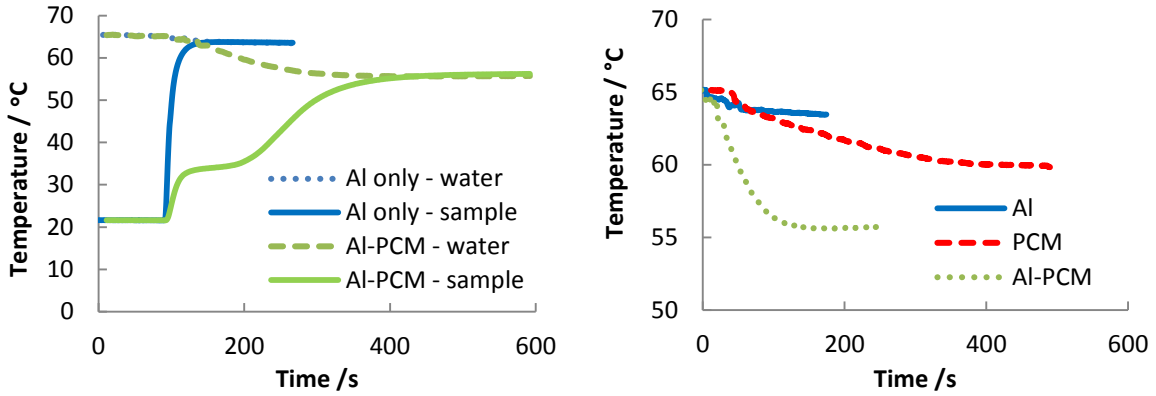 70
60
50
40
30
20
10
0
Temperature / °C
Al only - water
Al only - sample
Al-PCM - water
Al-PCM - sample
0
200
400
600
Time /s
70
65
60
55
50
Temperature / °C
Al
PCM
Al-PCM
0
200
400
600
Time /s